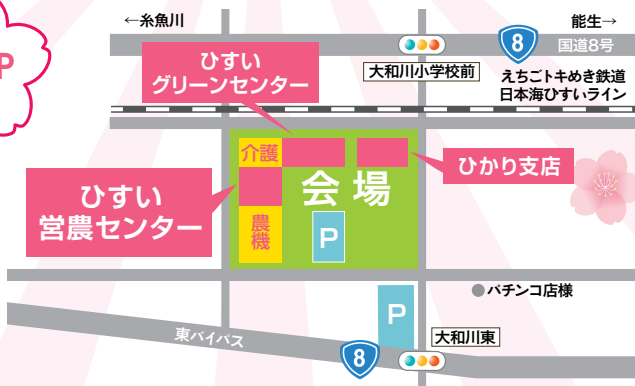 ←糸魚川
能生→
P
8
国道8号
ひすい
グリーンセンター
大和川小学校前
えちごトキめき鉄道
日本海ひすいライン
介護
ひかり支店
会場
ひすい
営農センター
農機
P
パチンコ店様
P
東バイパス
大和川東
8